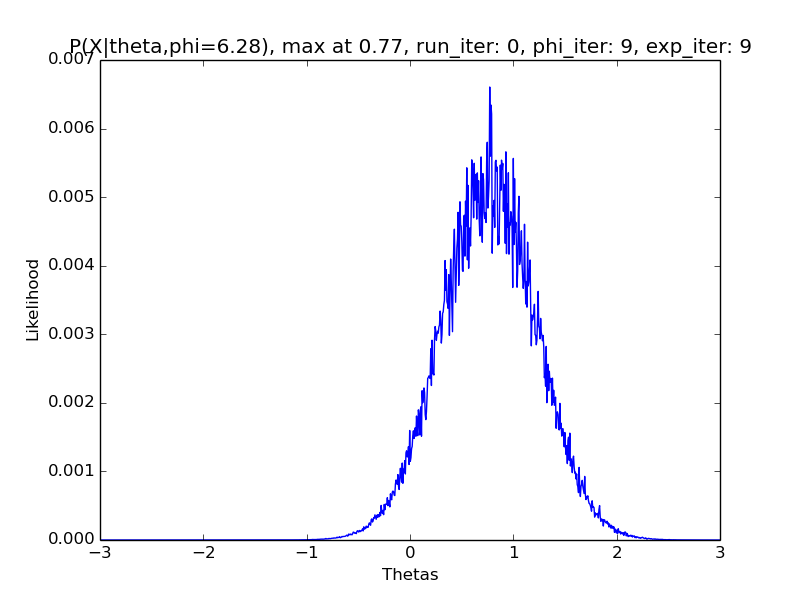 P(X|theta,phi=6.28), max at 0.77, run_iter: 0, phi_iter: 9, exp_iter: 9
0.007
0.006
0.005
0.004
0.003
0.002
0.001
0.000
Likelihood
−3 −2 −1 0 1 2 3
Thetas